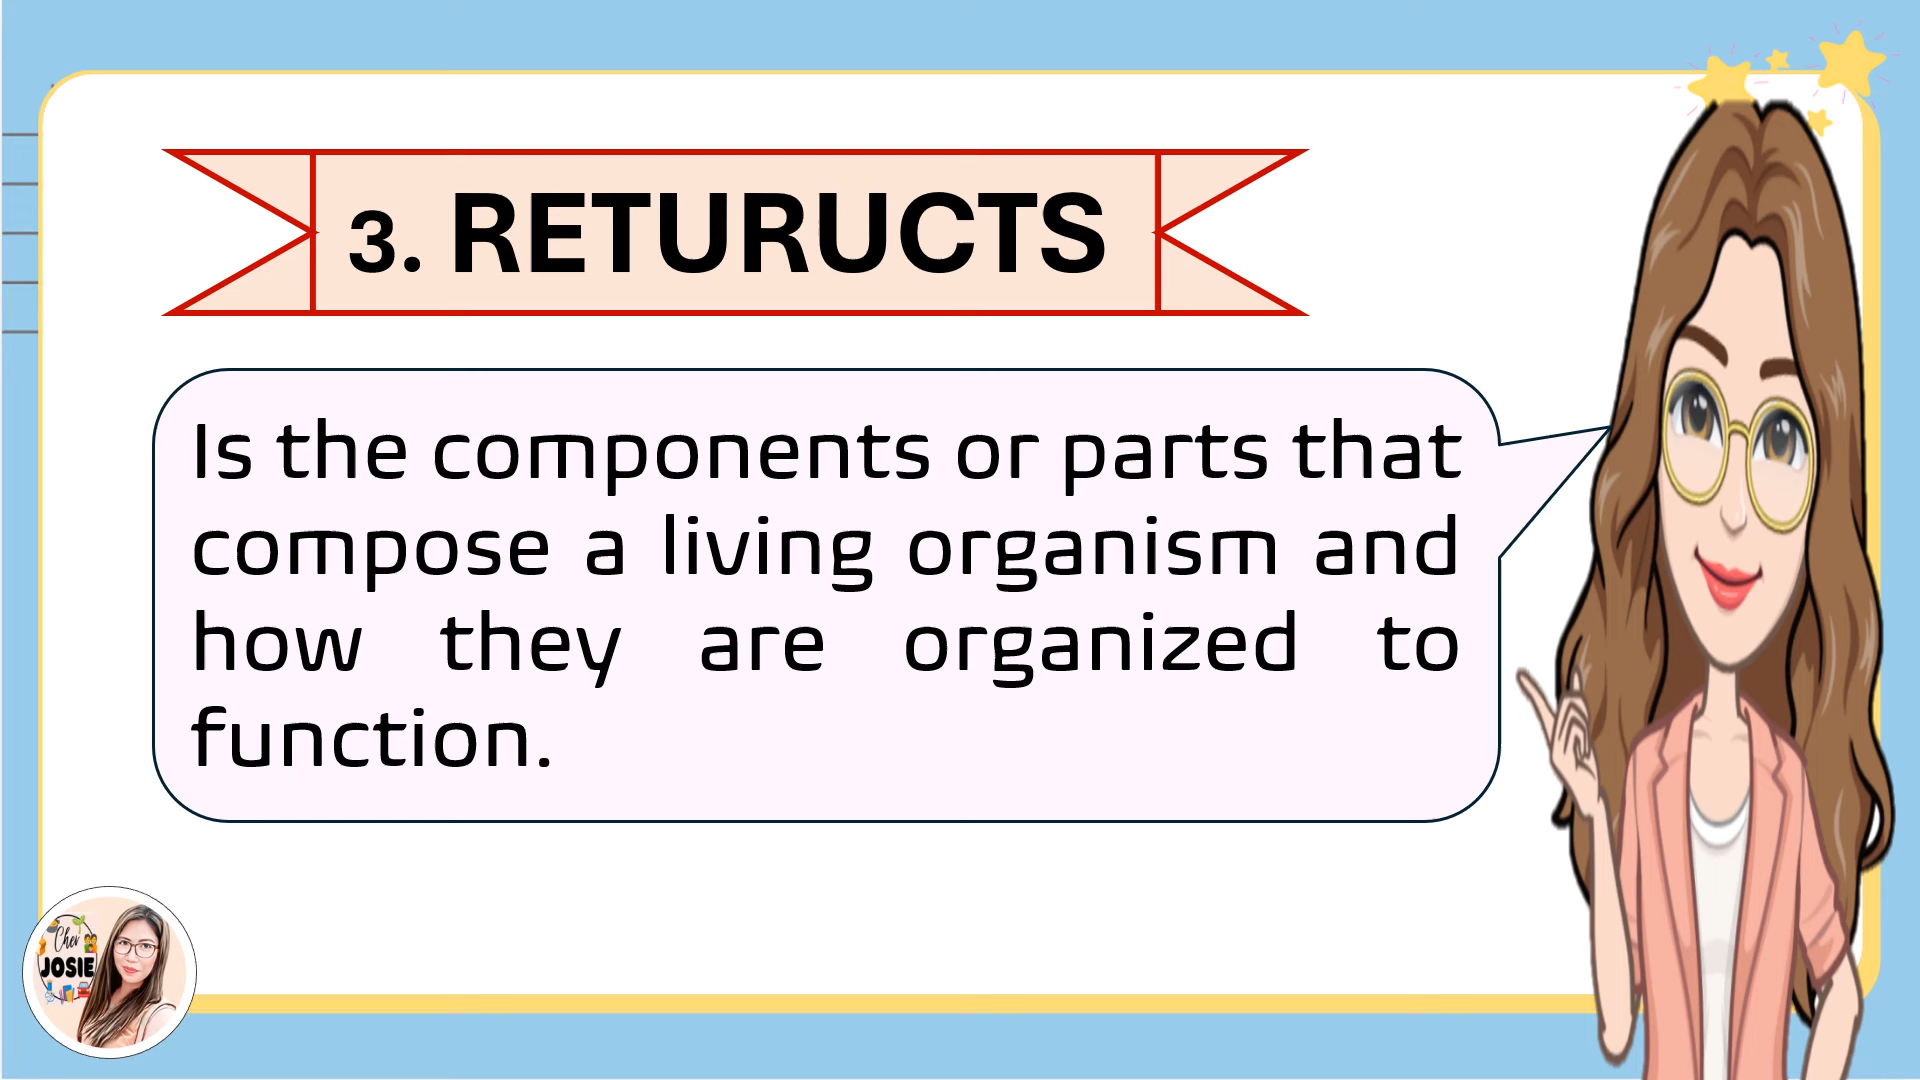 3. RETURUCTS
Is the components or parts that
compose a living organism and
how they are organized to
function.
Cher
JOSIE